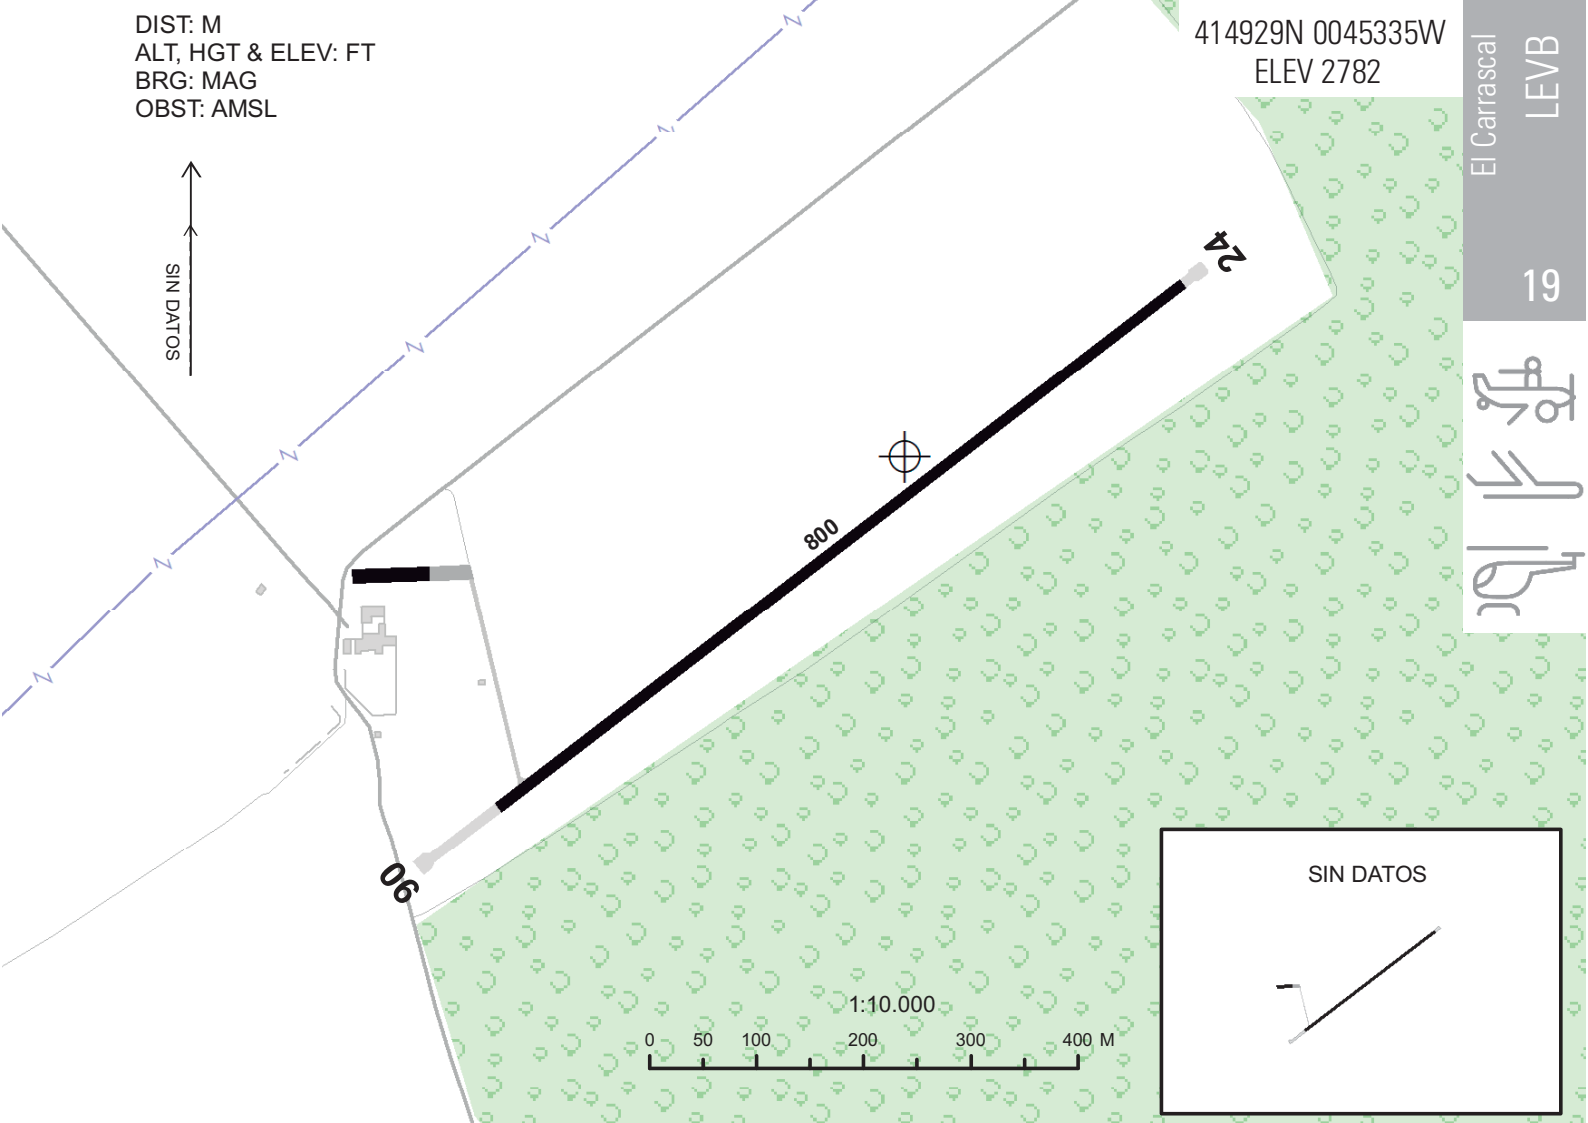 DIST: M
ALT, HGT & ELEV: FT
BRG: MAG
OBST: AMSL
414929N 0045335W
ELEV 2782
El Carrascal
LEVB
19
SIN DATOS
24
800
06
SIN DATOS
1:10.000
0 50 100 200 300 400 M